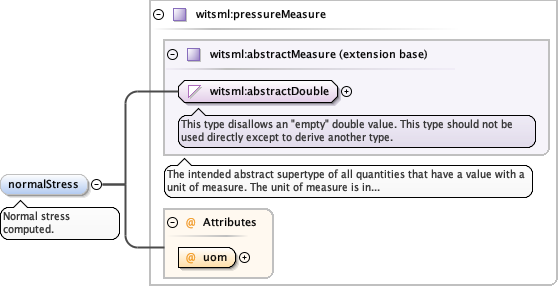 witsml:pressureMeasure
witsml:abstractMeasure (extension base)
witsml:abstractDouble
This type disallows an "empty" double value. This type should not be
used directly except to derive another type.
The intended abstract supertype of all quantities that have a value with a
unit of measure. The unit of measure is in...
normalStress
Normal stress
computed.
@ Attributes
@ uom